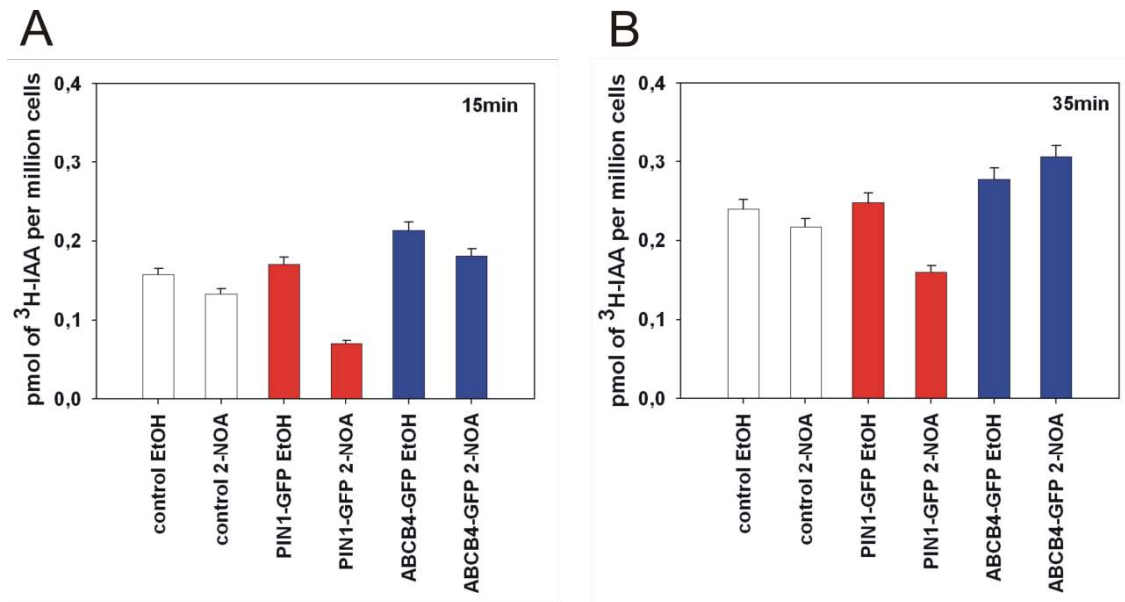 A
pmol of ³H-IAA per million cells
0,4
0,3
0,2
0,1
0,0
15min
control EtOH
control 2-NOA
PIN1-GFP EtOH
PIN1-GFP 2-NOA
ABCB4-GFP EtOH
ABCB4-GFP 2-NOA
B
pmol of ³H-IAA per million cells
0,4
0,3
0,2
0,1
0,0
35min
control EtOH
control 2-NOA
PIN1-GFP EtOH
PIN1-GFP 2-NOA
ABCB4-GFP EtOH
ABCB4-GFP 2-NOA